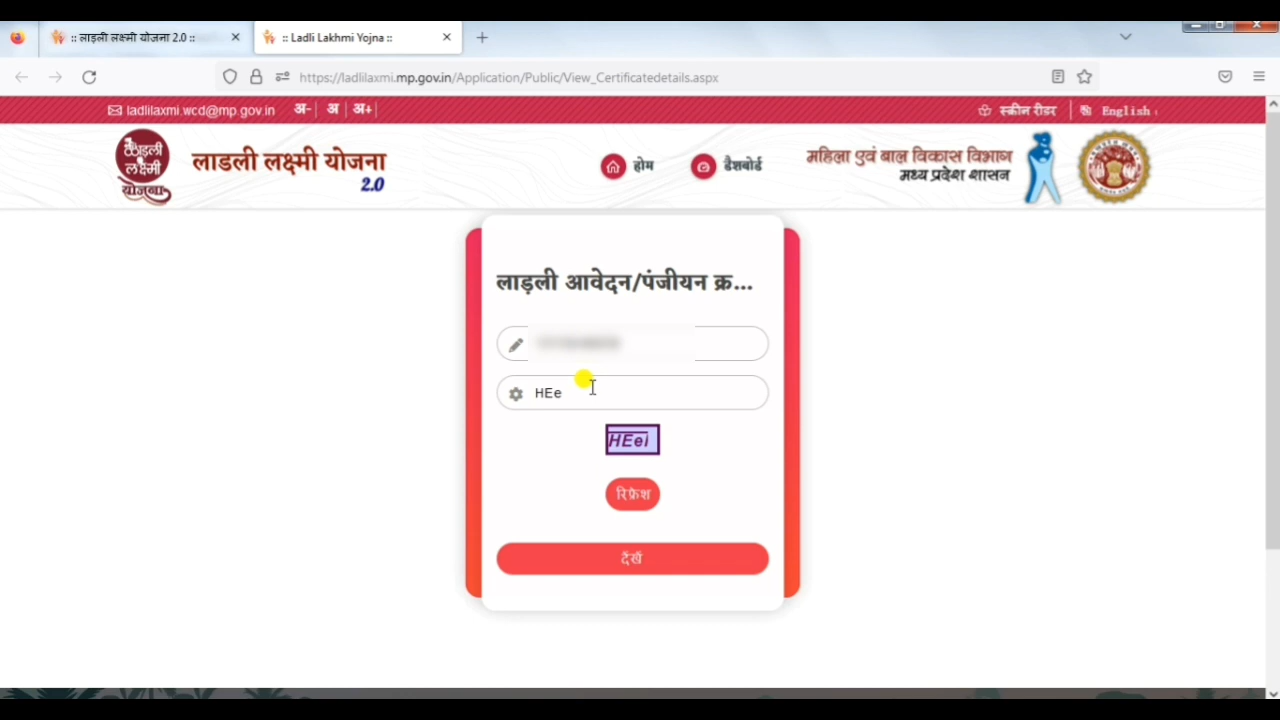 :: लाड़ली लक्ष्मी योजना 2.0 ::
:: Ladli Lakhmi Yojna ::
https://ladlilaxmi.mp.gov.in/Application/Public/View_Certificatedetails.aspx
ladlilaxmi.wcd@mp.gov.in अ- | अ | अ+ |
स्क्रीन रीडर | English
लाड़ली लक्ष्मी योजना
लाडली लक्ष्मी योजना
2.0
होम
डैशबोर्ड
महिला एवं बाल विकास विभाग
मध्य प्रदेश शासन
लाड़ली आवेदन/पंजीयन क्र...
HEe
रिफ्रेश
देखें